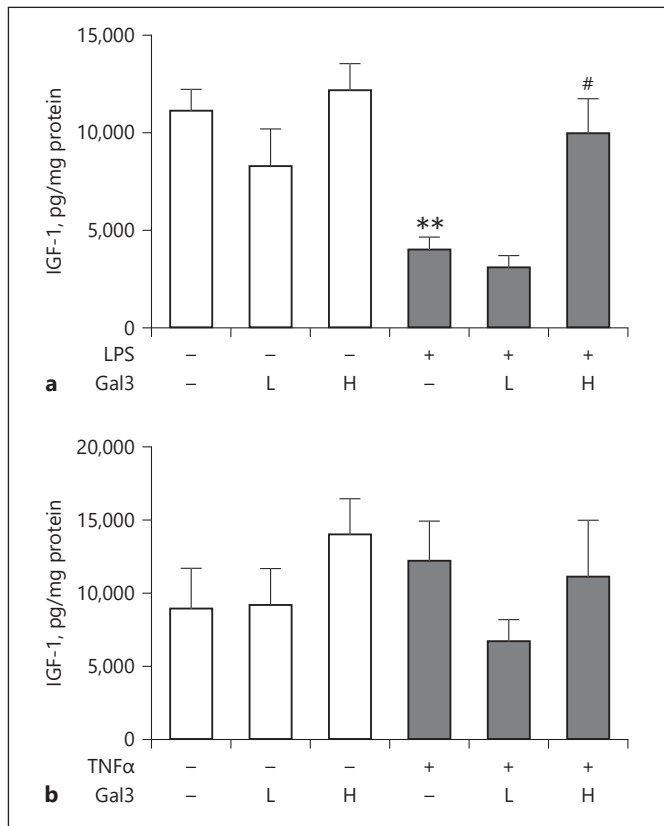 15,000
10,000
5,000
0
IGF-1, pg/mg protein
**
#
LPS – – – + + +
a Gal3 – L H – L H
20,000
15,000
10,000
5,000
0
IGF-1, pg/mg protein
TNFα – – – + + +
b Gal3 – L H – L H